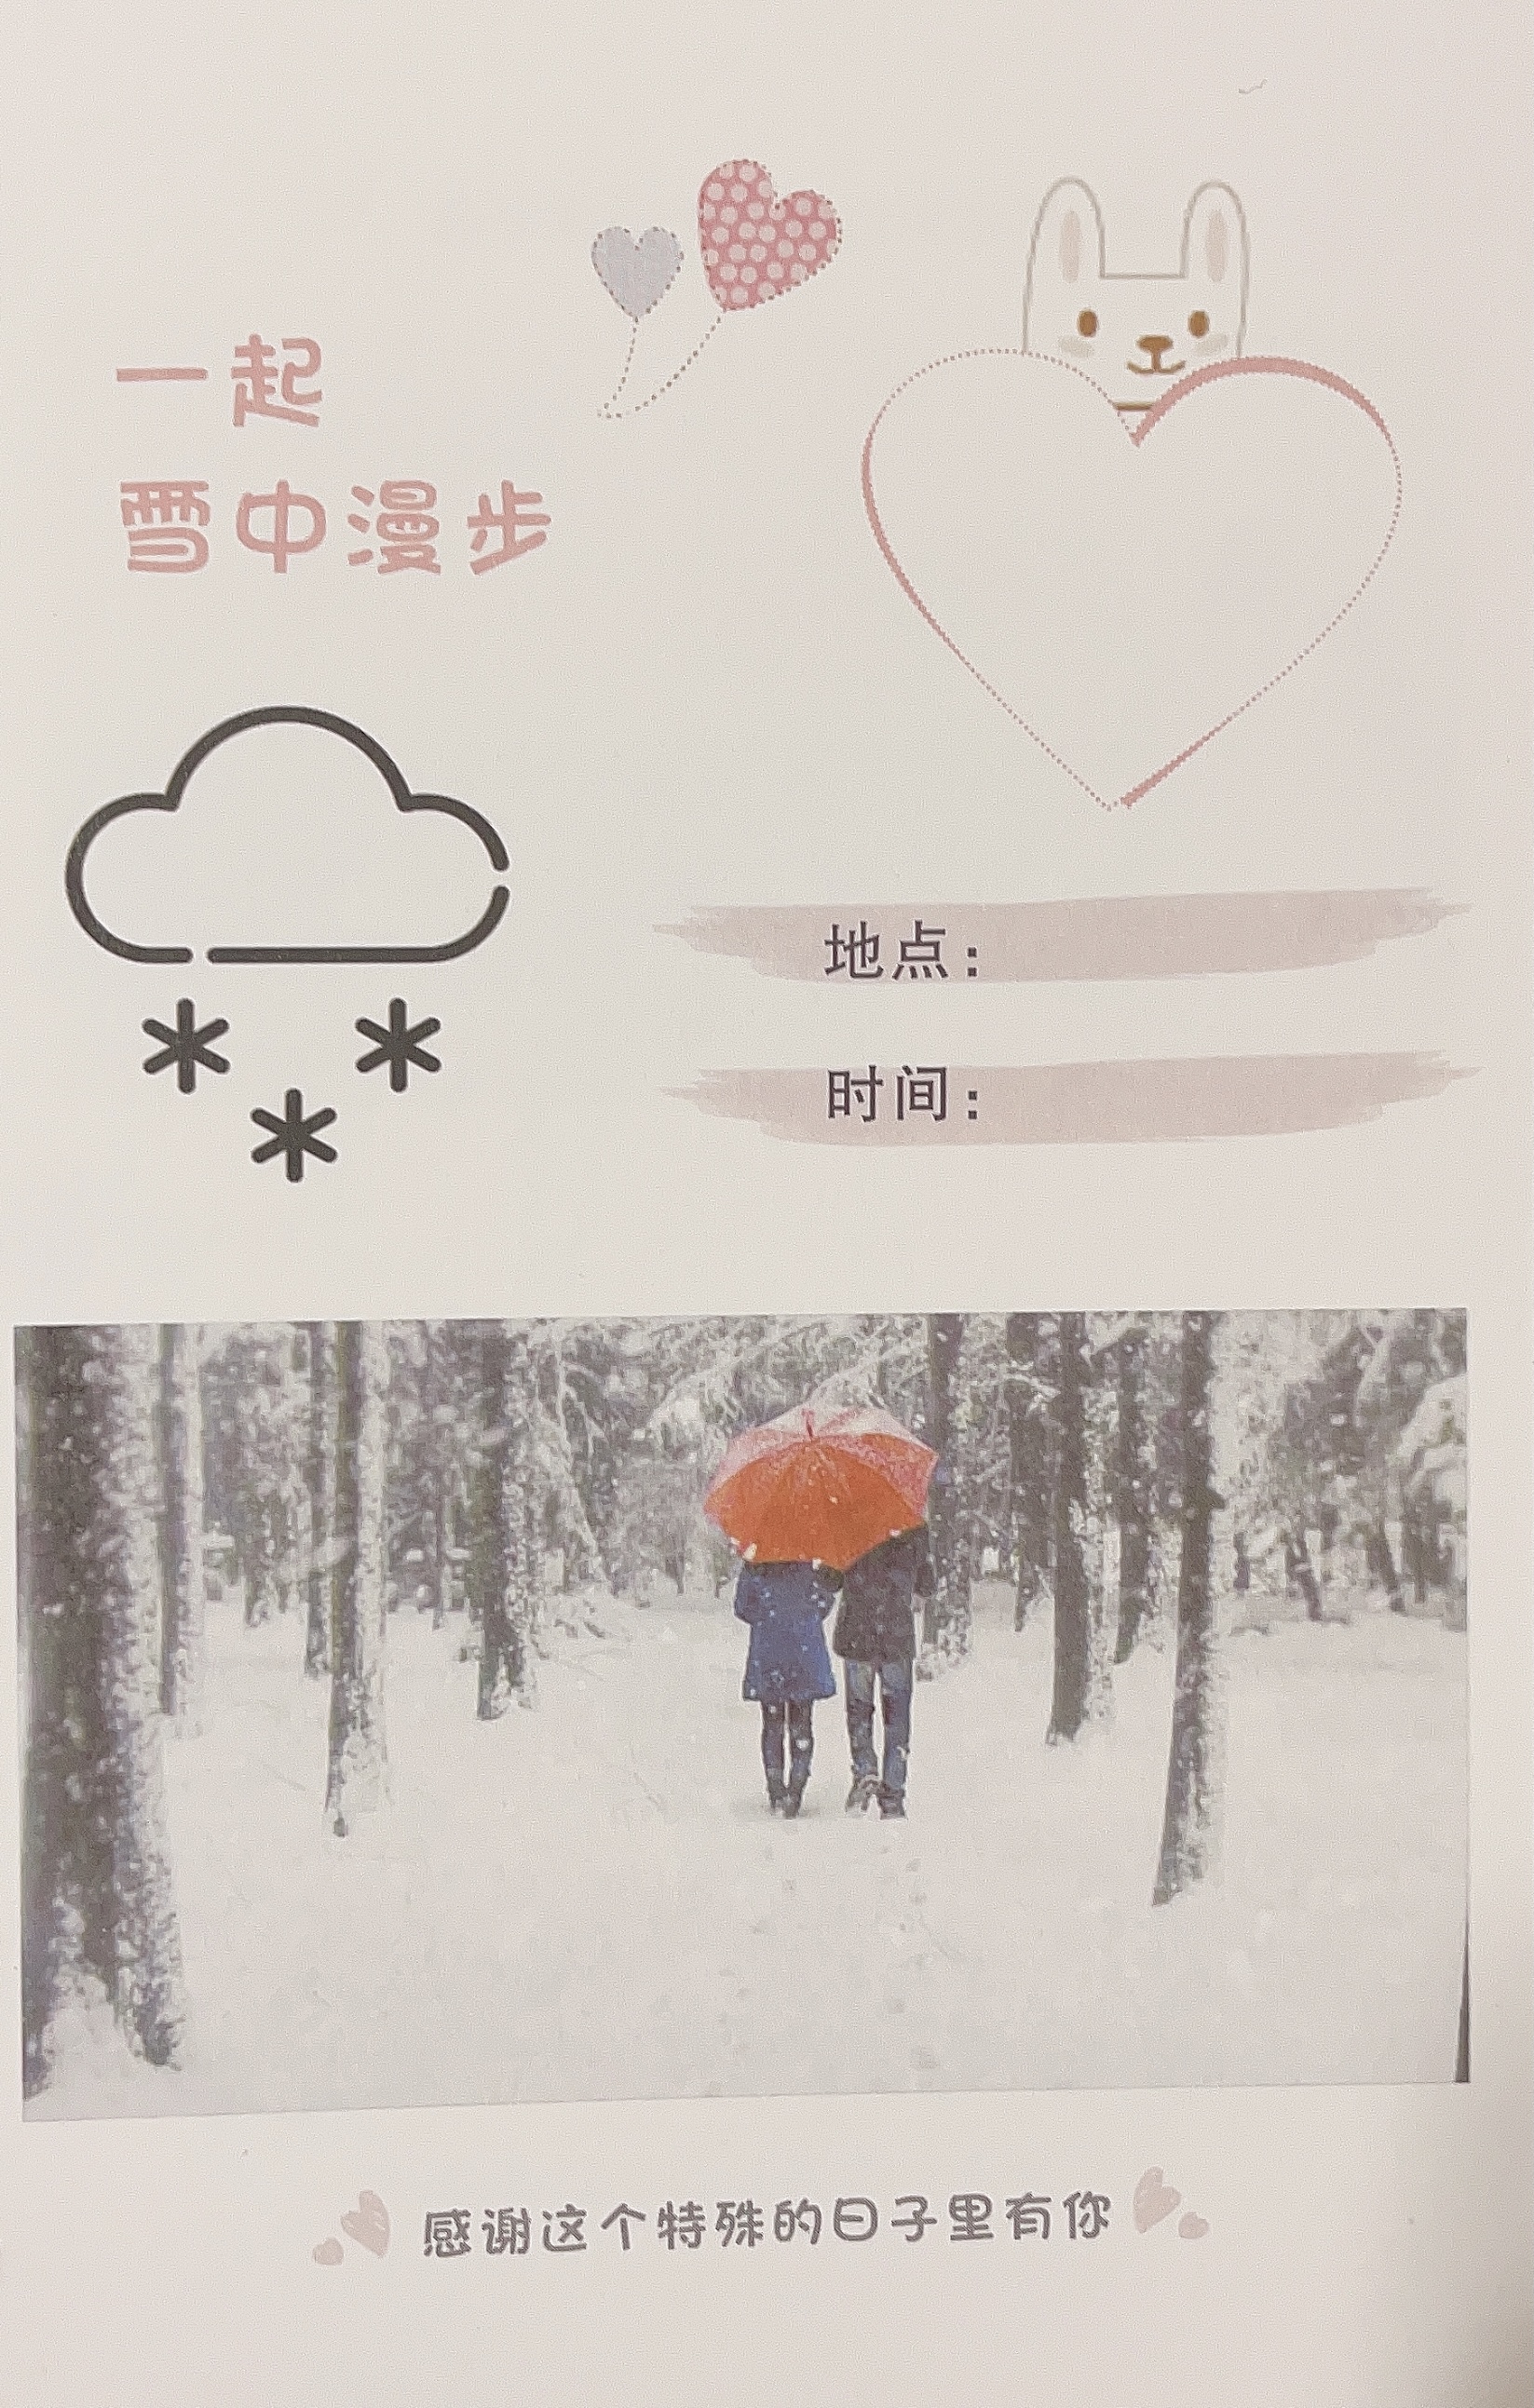 一起
雪中漫步
地点：
时间：
感谢这个特殊的日子里有你